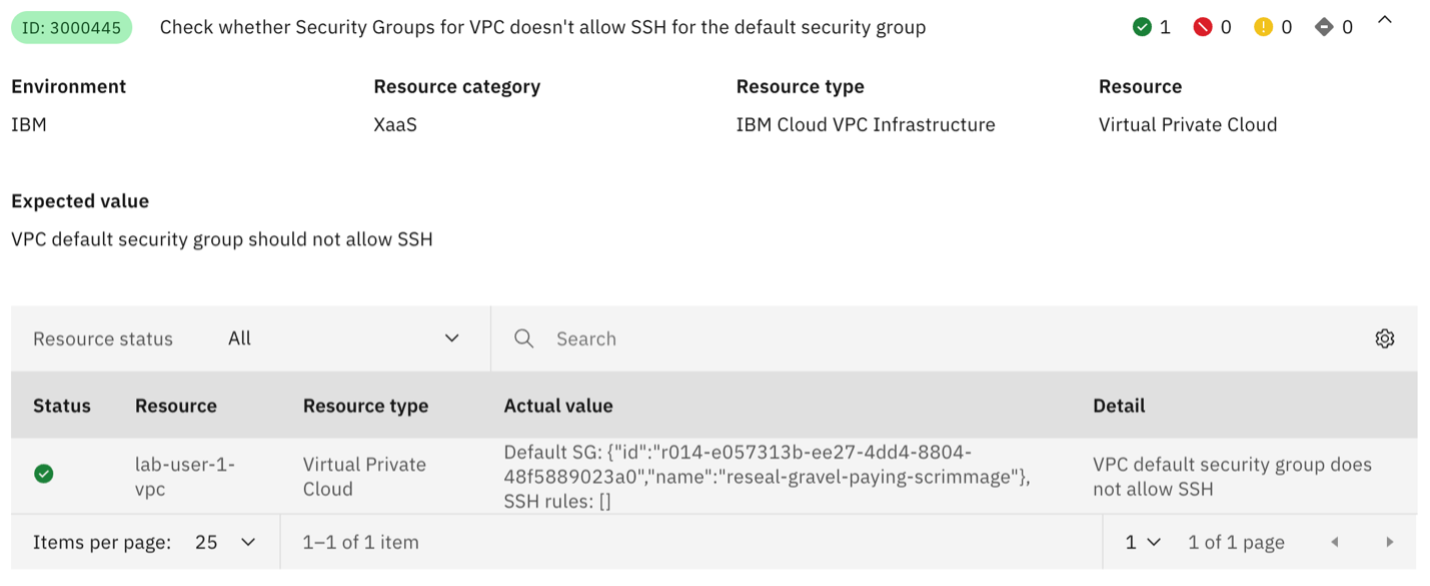 ID: 3000445 Check whether Security Groups for VPC doesn't allow SSH for the default security group 1 0 0 0
Environment Resource category Resource type Resource
IBM XaaS IBM Cloud VPC Infrastructure Virtual Private Cloud
Expected value
VPC default security group should not allow SSH
Resource status All Search
Status Resource Resource type Actual value Detail
lab-user-1-
vpc
Virtual Private
Cloud
Default SG: {"id":"r014-e057313b-ee27-4dd4-8804-
48f5889023a0","name":"reseal-gravel-paying-scrimmage"},
SSH rules: []
VPC default security group does
not allow SSH
Items per page: 25 1–1 of 1 item 1 1 of 1 page